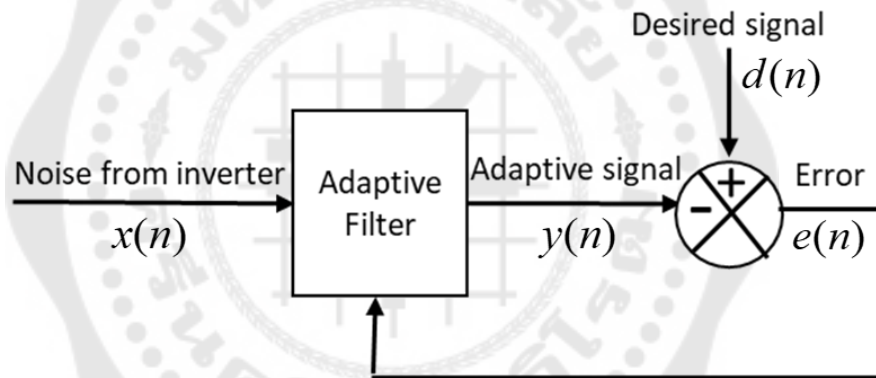 Desired signal
d(n)
Noise from inverter
x(n)
Adaptive
Filter
Adaptive signal
y(n)
+
-
Error
e(n)